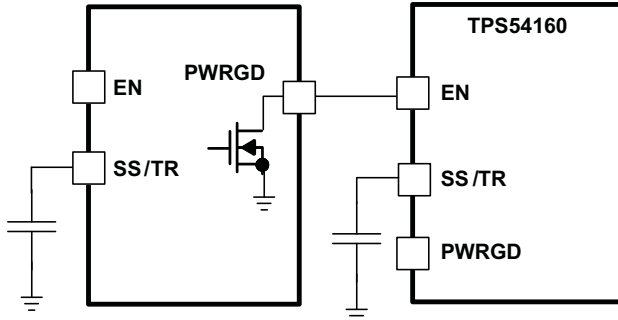 TPS54160
PWRGD
EN
EN
SS/TR
SS/TR
PWRGD